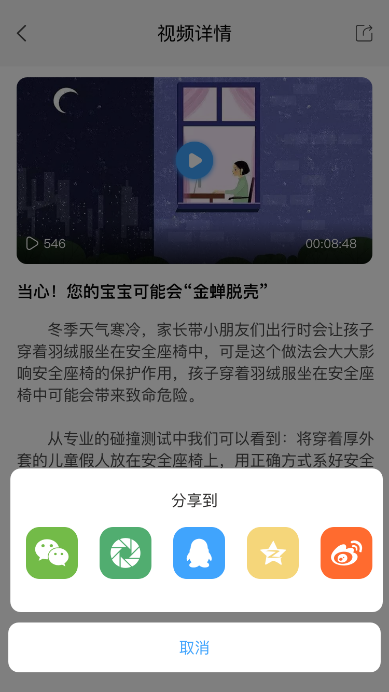 视频详情
546
00:08:48
当心！您的宝宝可能会“金蝉脱壳”
冬季天气寒冷，家长带小朋友们出行时会让孩子
穿着羽绒服坐在安全座椅中，可是这个做法会大大影
响安全座椅的保护作用，孩子穿着羽绒服坐在安全座
椅中可能会带来致命危险。
从专业的碰撞测试中我们可以看到：将穿着厚外
套的儿童假人放在安全座椅上，用正确方式系好安全
分享到
取消